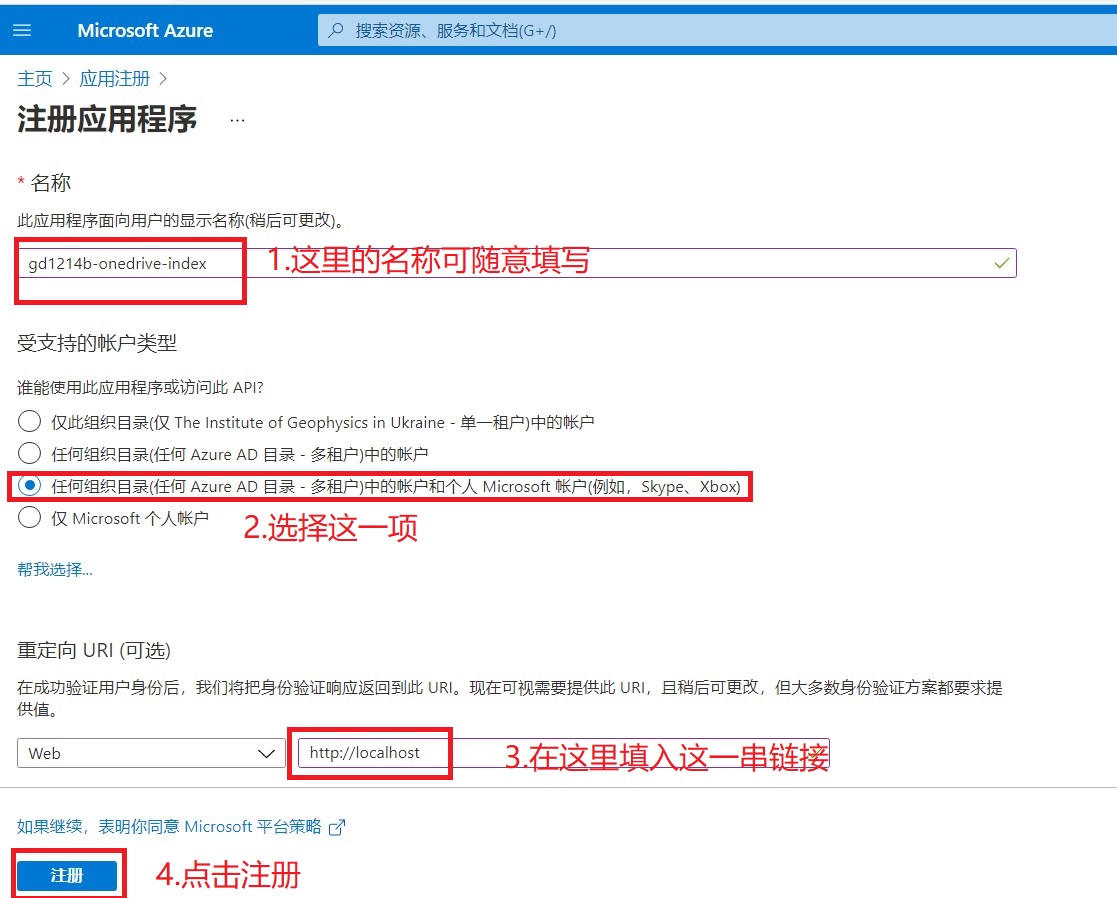 Microsoft Azure
搜索资源、服务和文档(G+/)
主页 > 应用注册 >
注册应用程序 ...
* 名称
此应用程序面向用户的显示名称(稍后可更改)。
gd1214b-onedrive-index
1.这里的名称可随意填写
受支持的帐户类型
谁能使用此应用程序或访问此 API?
仅此组织目录(仅 The Institute of Geophysics in Ukraine - 单一租户)中的帐户
任何组织目录(任何 Azure AD 目录 - 多租户)中的帐户
任何组织目录(任何 Azure AD 目录 - 多租户)中的帐户和个人 Microsoft 帐户(例如，Skype、Xbox)
仅 Microsoft 个人帐户
2.选择这一项
帮我选择...
重定向 URI (可选)
在成功验证用户身份后，我们将把身份验证响应返回到此 URI。现在可视需要提供此 URI，且稍后可更改，但大多数身份验证方案都要求提
供值。
Web
http://localhost
3.在这里填入这一串链接
如果继续，表明你同意 Microsoft 平台策略
注册
4.点击注册